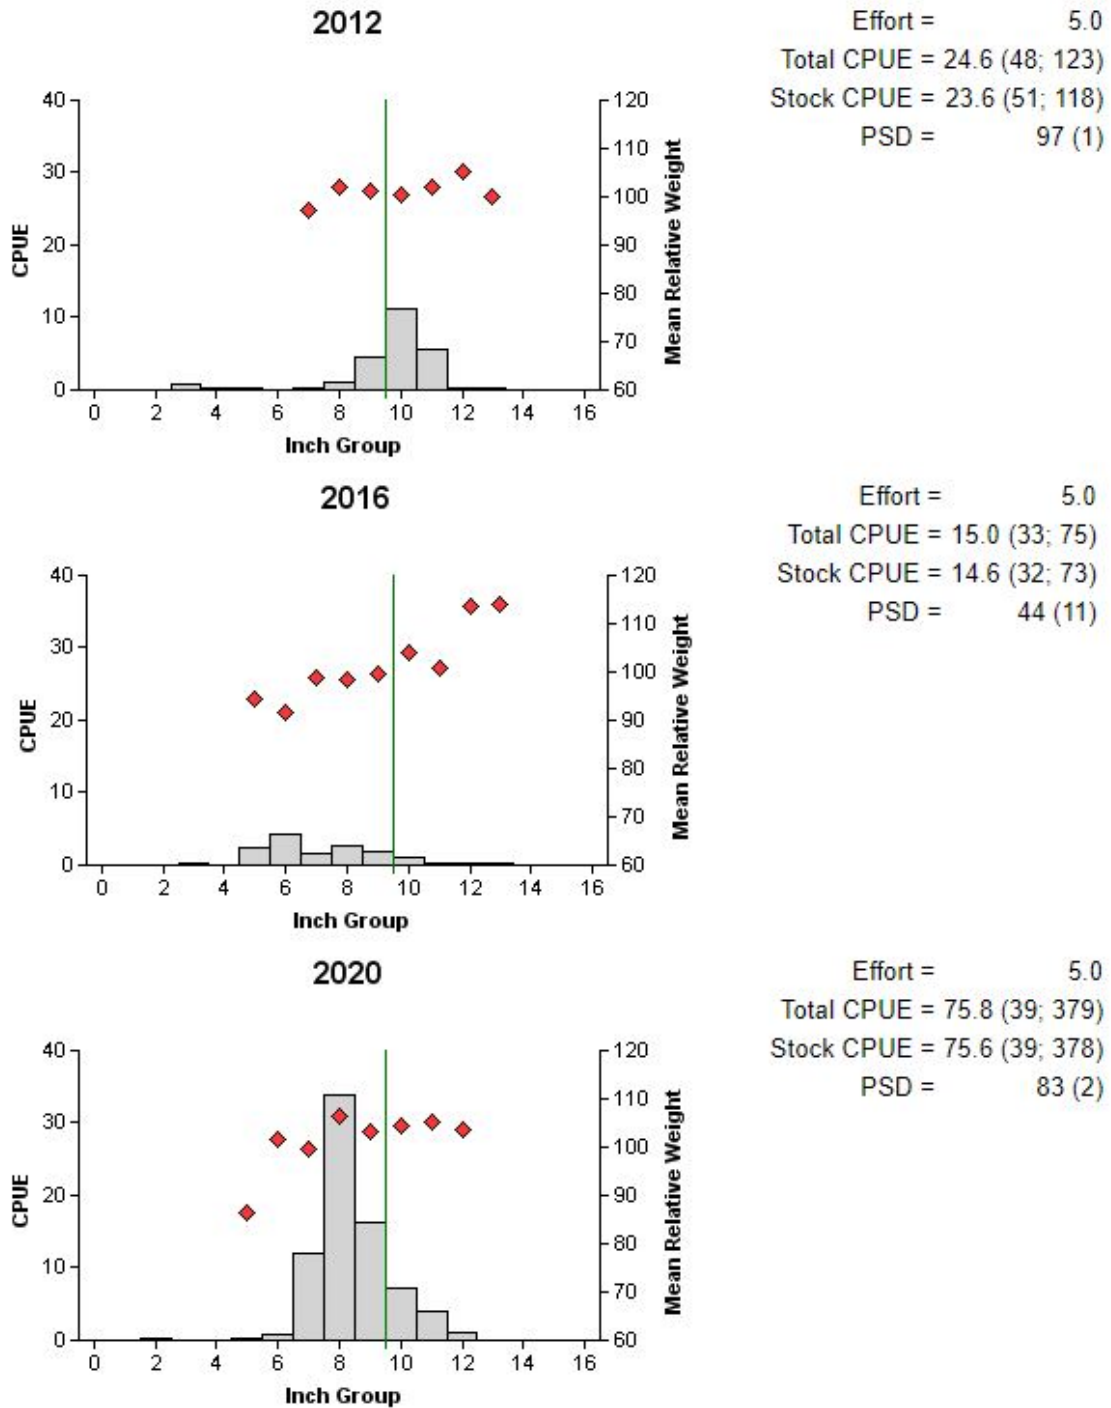 2012
Effort = 5.0
Total CPUE = 24.6 (48; 123)
Stock CPUE = 23.6 (51; 118)
PSD = 97 (1)
40
30
20
10
0
CPUE
120
110
100
90
80
70
60
Mean Relative Weight
0 2 4 6 8 10 12 14 16
Inch Group
2016
Effort = 5.0
Total CPUE = 15.0 (33; 75)
Stock CPUE = 14.6 (32; 73)
PSD = 44 (11)
40
30
20
10
0
CPUE
120
110
100
90
80
70
60
Mean Relative Weight
0 2 4 6 8 10 12 14 16
Inch Group
2020
Effort = 5.0
Total CPUE = 75.8 (39; 379)
Stock CPUE = 75.6 (39; 378)
PSD = 83 (2)
40
30
20
10
0
CPUE
120
110
100
90
80
70
60
Mean Relative Weight
0 2 4 6 8 10 12 14 16
Inch Group